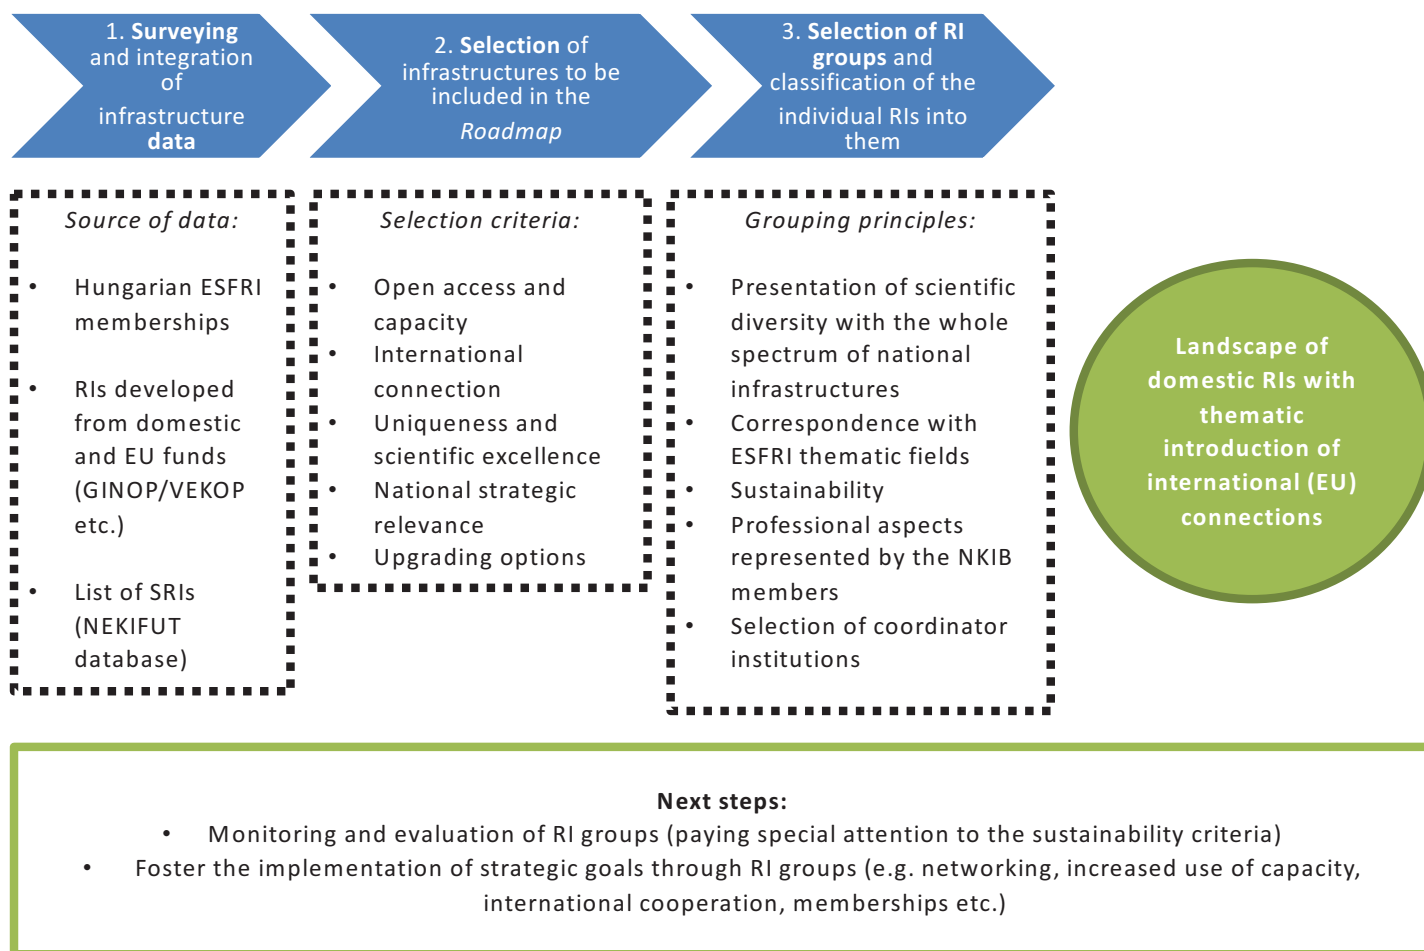 1. Surveying
and integration
of
infrastructure
data
2. Selection of
infrastructures to be
included in the
Roadmap
3. Selection of RI
groups and
classification of the
individual RIs into
them
Source of data:
• Hungarian ESFRI
memberships
• RIs developed
from domestic
and EU funds
(GINOP/VEKOP
etc.)
• List of SRIs
(NEKIFUT
database)
Selection criteria:
• Open access and
capacity
• International
connection
• Uniqueness and
scientific excellence
• National strategic
relevance
• Upgrading options
Grouping principles:
• Presentation of scientific
diversity with the whole
spectrum of national
infrastructures
• Correspondence with
ESFRI thematic fields
• Sustainability
• Professional aspects
represented by the NKIB
members
• Selection of coordinator
institutions
Landscape of
domestic RIs with
thematic
introduction of
international (EU)
connections
Next steps:
• Monitoring and evaluation of RI groups (paying special attention to the sustainability criteria)
• Foster the implementation of strategic goals through RI groups (e.g. networking, increased use of capacity,
international cooperation, memberships etc.)